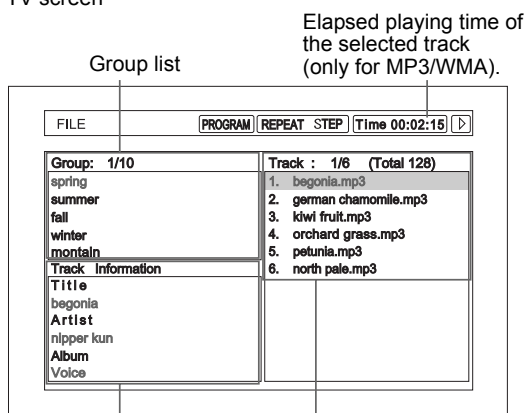 TV screen
Elapsed playing time of
the selected track
(only for MP3/WMA).
Group list
FILE PROGRAM REPEAT STEP Time 00:02:15
Group: 1/10
spring
summer
fall
winter
montain
Track Information
Title
begonia
Artist
nipper kun
Album
Voice
Track : 1/6 (Total 128)
1. begonia.mp3
2. german chamomile.mp3
3. kiwi fruit.mp3
4. orchard grass.mp3
5. petunia.mp3
6. north pale.mp3